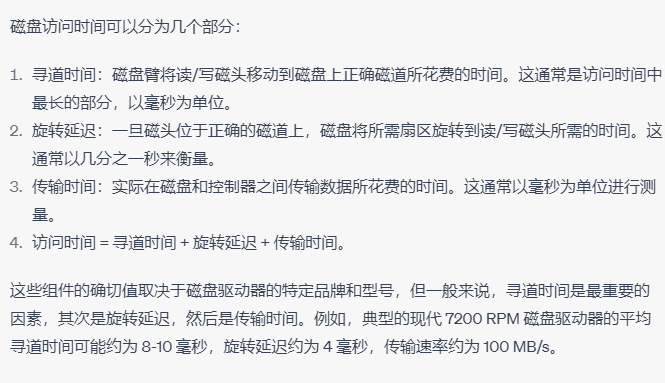 磁盘访问时间可以分为几个部分：
1. 寻道时间：磁盘臂将读/写磁头移动到磁盘上正确磁道所花费的时间。这通常是访问时间中
最长的部分，以毫秒为单位。
2. 旋转延迟：一旦磁头位于正确的磁道上，磁盘将所需扇区旋转到读/写磁头所需的时间。这
通常以几分之一秒来衡量。
3. 传输时间：实际在磁盘和控制器之间传输数据所花费的时间。这通常以毫秒为单位进行测
量。
4. 访问时间 = 寻道时间 + 旋转延迟 + 传输时间。
这些组件的确切值取决于磁盘驱动器的特定品牌和型号，但一般来说，寻道时间是最重要的
因素，其次是旋转延迟，然后是传输时间。例如，典型的现代 7200 RPM 磁盘驱动器的平均
寻道时间可能约为 8-10 毫秒，旋转延迟约为 4 毫秒，传输速率约为 100 MB/s。